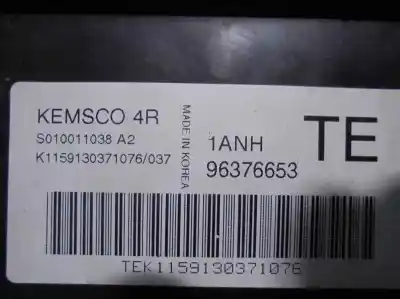 KEMSCO 4R
S010011038 A2
K1159130371076/037
MADE IN KOREA
1ANH
96376653
TE
TEK1159130371076